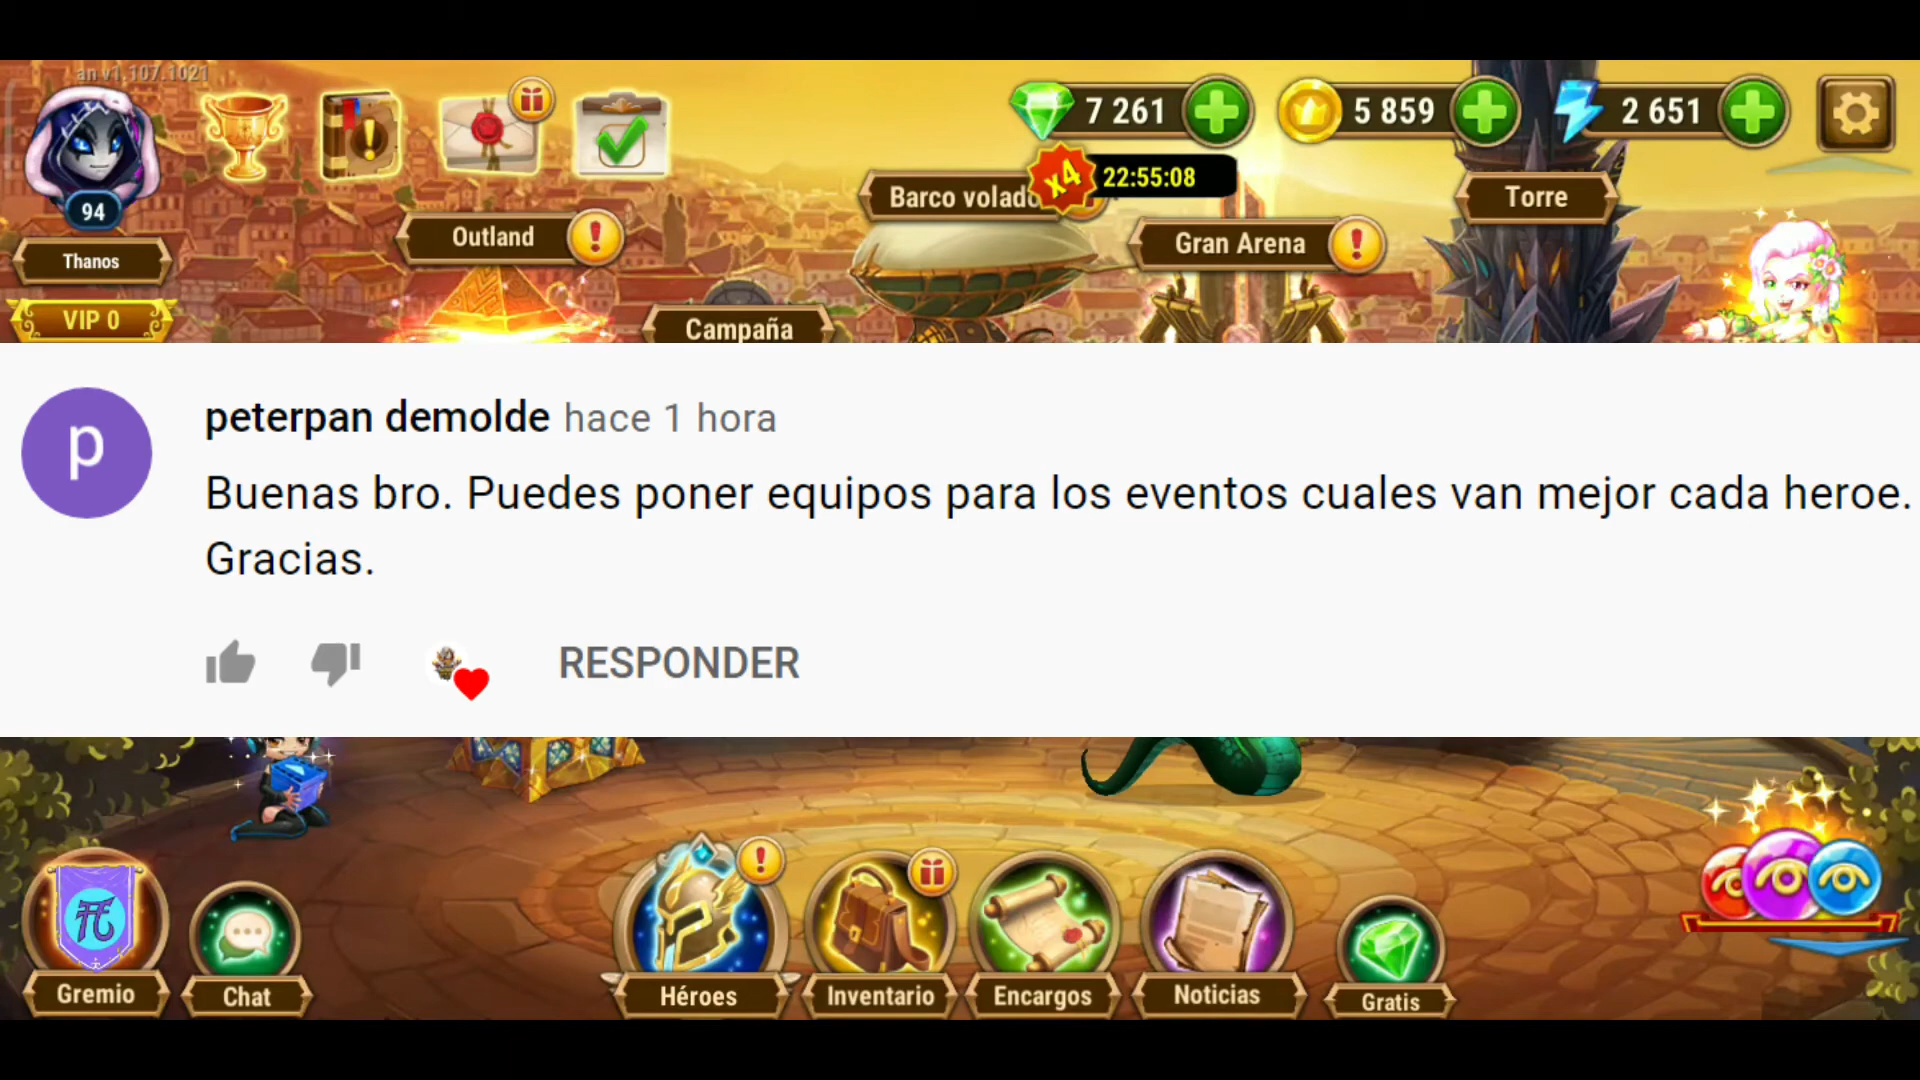 an v1.107.1021
94
Thanos
VIP 0
Outland
Campaña
Barco volado
x4
22:55:08
7 261
5 859
2 651
Gran Arena
Torre
p
peterpan demolde hace 1 hora
Buenas bro. Puedes poner equipos para los eventos cuales van mejor cada heroe.
Gracias.
RESPONDER
Gremio
Chat
Héroes
Inventario
Encargos
Noticias
Gratis